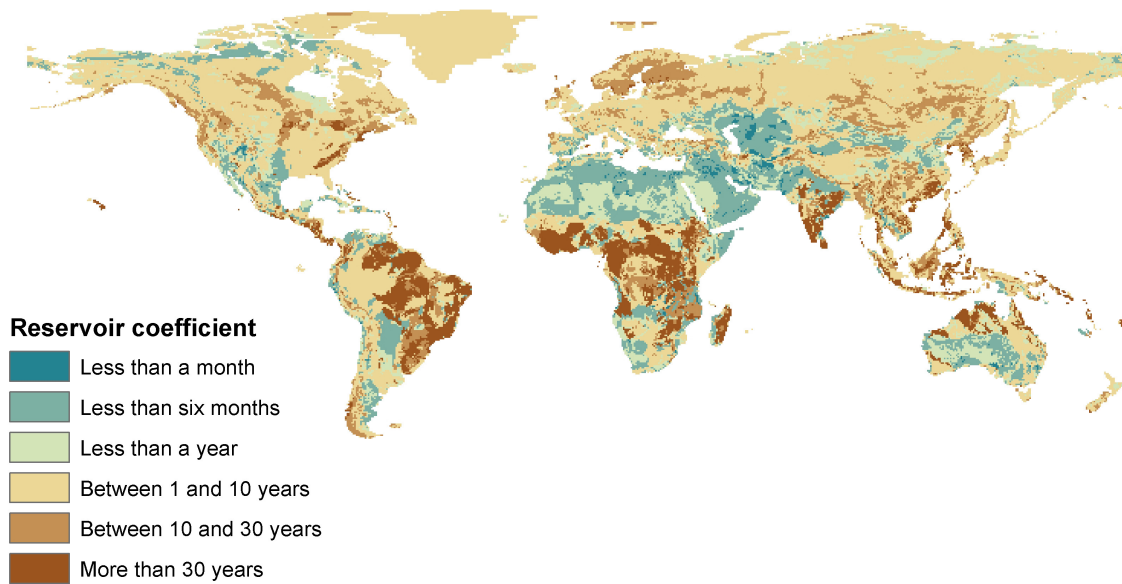 Reservoir coefficient
Less than a month
Less than six months
Less than a year
Between 1 and 10 years
Between 10 and 30 years
More than 30 years